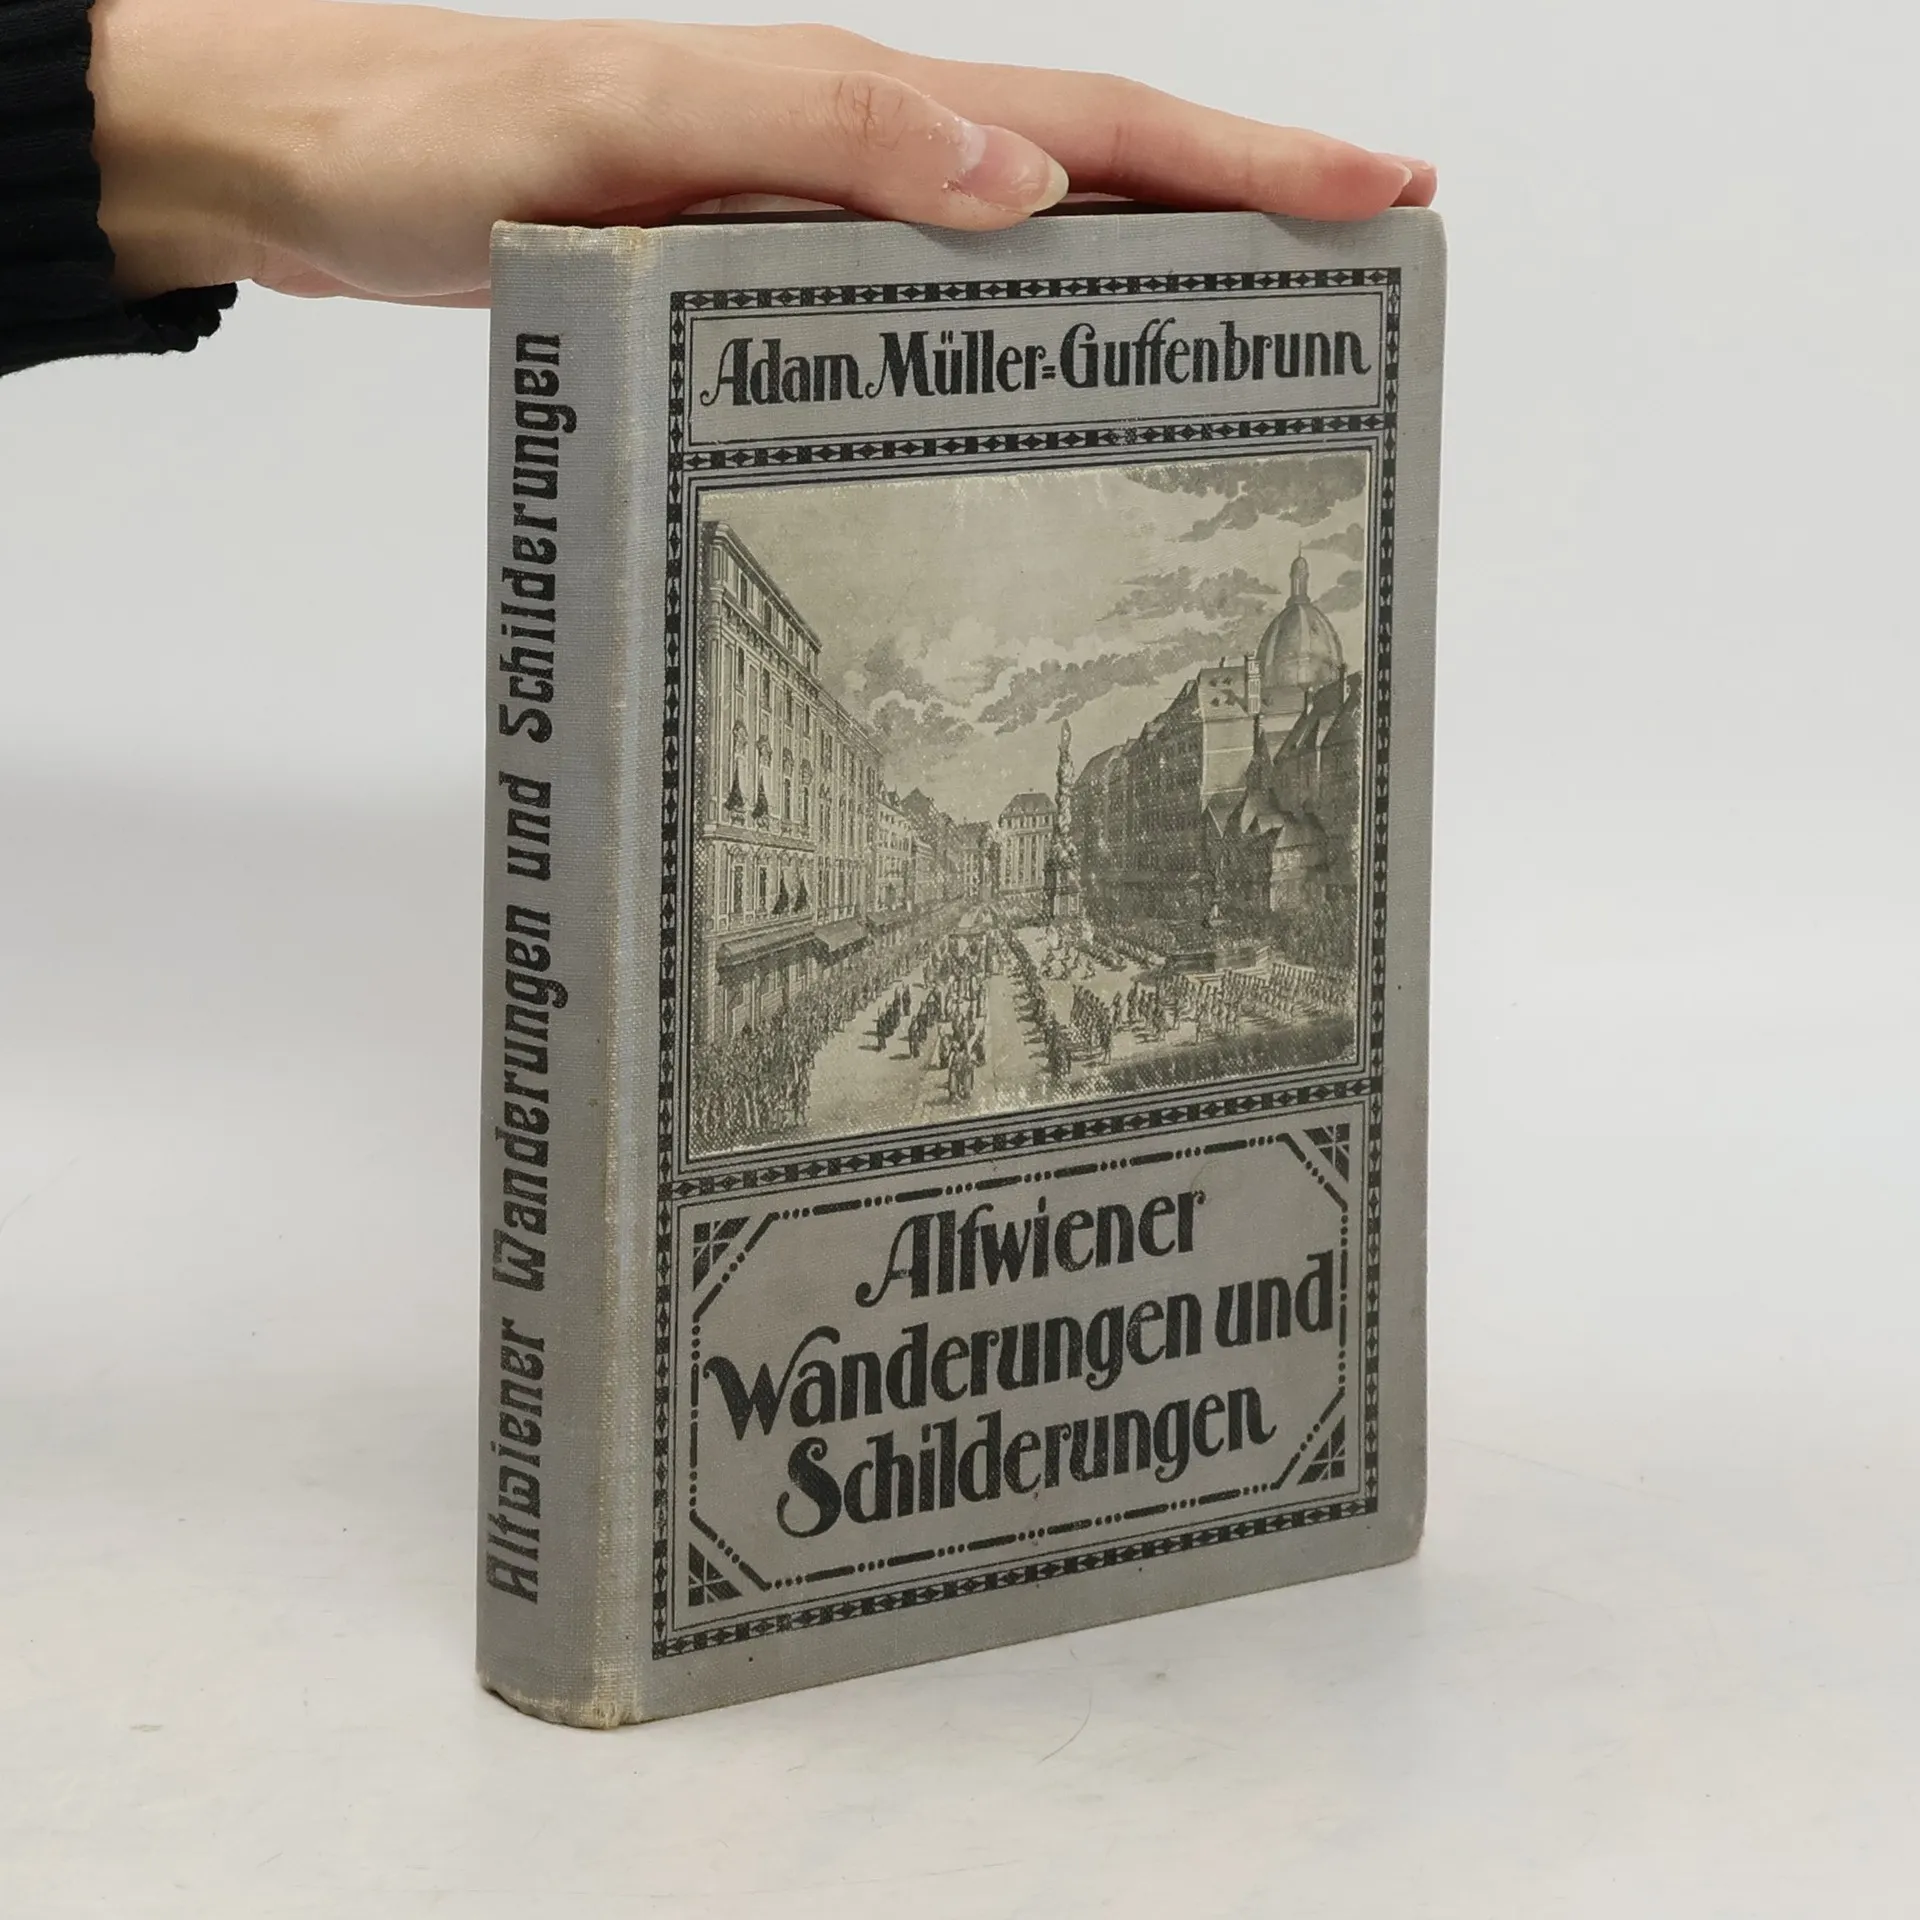 Altwiener Wanderungen und Schilderungen
Adam Müller=Guttenbrunn
Altwiener
Wanderungen und
Schilderungen